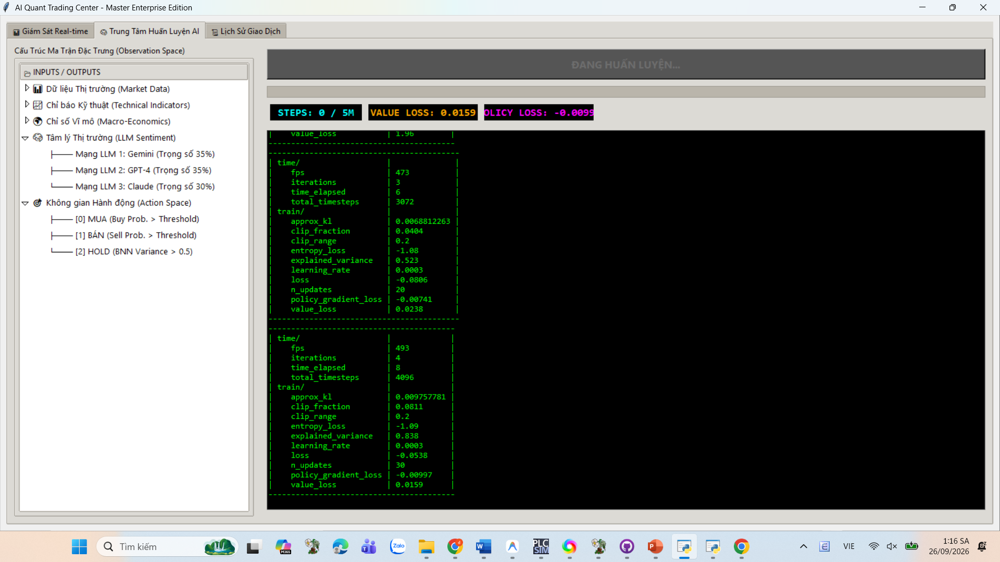 AI Quant Trading Center - Master Enterprise Edition
Giám Sát Real-time
Trung Tâm Huấn Luyện AI
Lịch Sử Giao Dịch
Cấu Trúc Ma Trận Đặc Trưng (Observation Space)
INPUTS / OUTPUTS
Dữ liệu Thị trường (Market Data)
Chỉ báo Kỹ thuật (Technical Indicators)
Chỉ số Vĩ mô (Macro-Economics)
Tâm lý Thị trường (LLM Sentiment)
Mạng LLM 1: Gemini (Trọng số 35%)
Mạng LLM 2: GPT-4 (Trọng số 35%)
Mạng LLM 3: Claude (Trọng số 30%)
Không gian Hành động (Action Space)
[0] MUA (Buy Prob. > Threshold)
[1] BÁN (Sell Prob. > Threshold)
[2] HOLD (BNN Variance > 0.5)
ĐANG HUẤN LUYỆN...
STEPS: 0 / 5M
VALUE LOSS: 0.0159
OLICY LOSS: -0.0099
value_loss | 1.96 |
-----------------------------------------
------------------------------------------
| time/ | |
| fps | 473 |
| iterations | 3 |
| time_elapsed | 6 |
| total_timesteps | 3072 |
| train/ | |
| approx_kl | 0.0068812263 |
| clip_fraction | 0.0404 |
| clip_range | 0.2 |
| entropy_loss | -1.08 |
| explained_variance | 0.523 |
| learning_rate | 0.0003 |
| loss | -0.0806 |
| n_updates | 20 |
| policy_gradient_loss | -0.00741 |
| value_loss | 0.0238 |
------------------------------------------
-----------------------------------------
| time/ | |
| fps | 493 |
| iterations | 4 |
| time_elapsed | 8 |
| total_timesteps | 4096 |
| train/ | |
| approx_kl | 0.009757781 |
| clip_fraction | 0.0811 |
| clip_range | 0.2 |
| entropy_loss | -1.09 |
| explained_variance | 0.838 |
| learning_rate | 0.0003 |
| loss | -0.0538 |
| n_updates | 30 |
| policy_gradient_loss | -0.00997 |
| value_loss | 0.0159 |
-----------------------------------------
Tìm kiếm
M365
Zalo
PLC
SIM
VIE
1:16 SA
26/09/2026